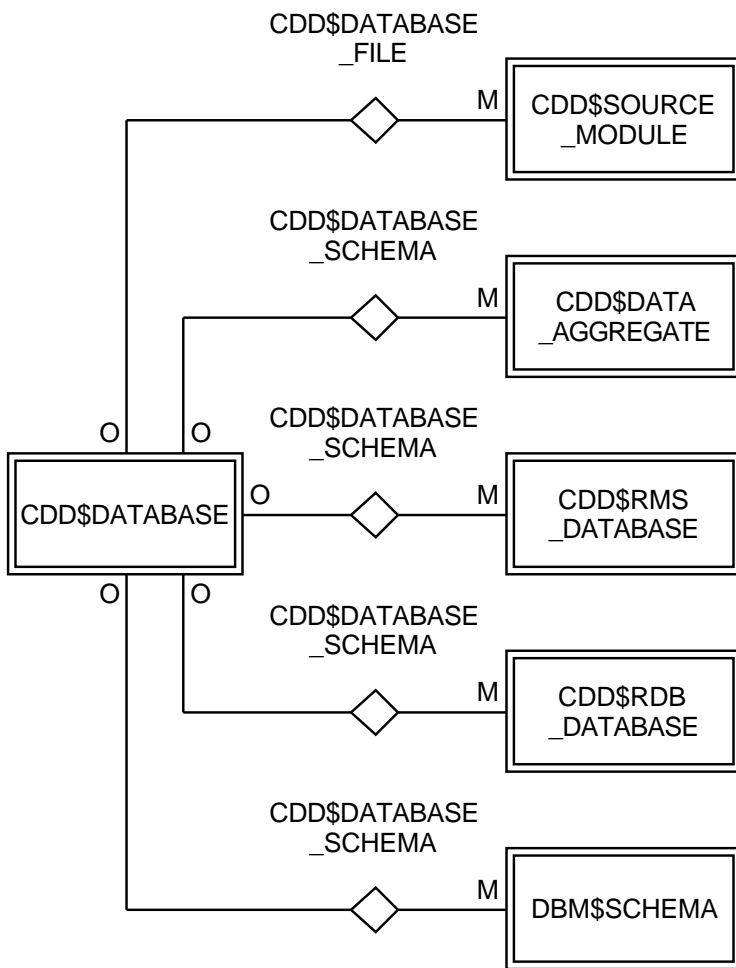 CDD$DATABASE
_FILE
M
CDD$SOURCE
_MODULE
CDD$DATABASE
_SCHEMA
M
CDD$DATA
_AGGREGATE
O
O
CDD$DATABASE
_SCHEMA
CDD$DATABASE
O
M
CDD$RMS
_DATABASE
O
O
CDD$DATABASE
_SCHEMA
M
CDD$RDB
_DATABASE
CDD$DATABASE
_SCHEMA
M
DBM$SCHEMA